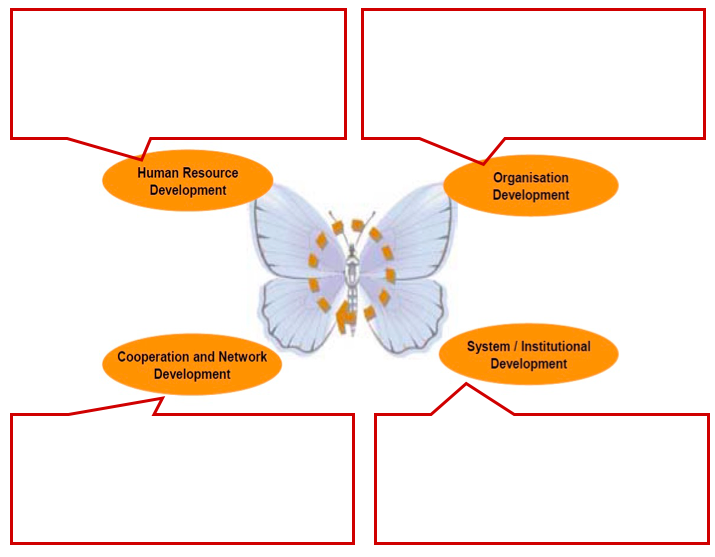 Human Resource
Development
Organisation
Development
Cooperation and Network
Development
System / Institutional
Development